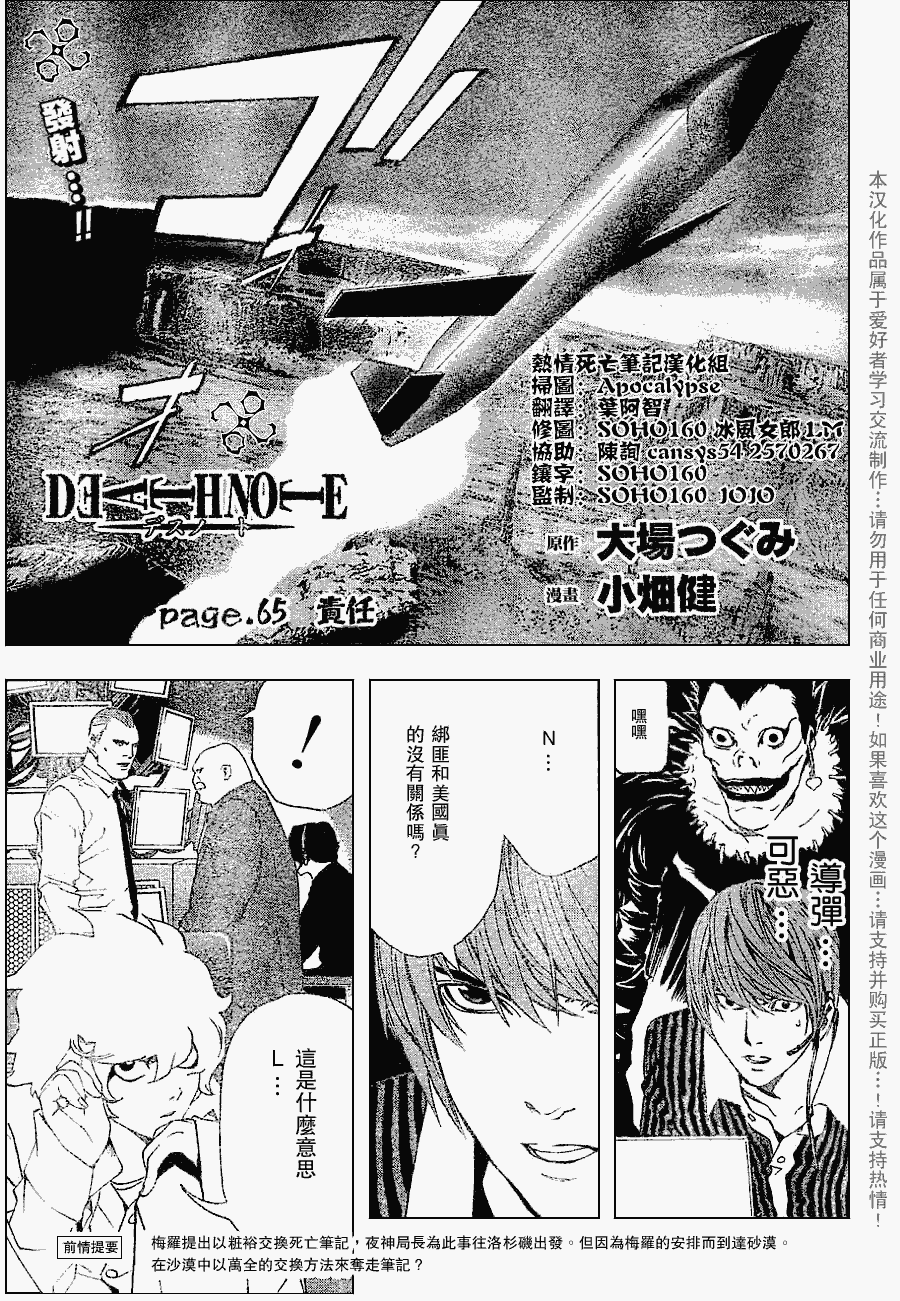 發射…!!
ゴゴ
DEATH NOTE
デスノート
page.65 責任
熱情死亡筆記漢化組
掃圖: Apocalypse
翻譯: 葉阿智
修圖: SOHO160 冰風女郎 I.M
協助: 陳詢 cansys54 2570267
鑲字: SOHO160
監制: SOHO160 JOJO
原作 大場つぐみ
漫畫 小畑健
嘿嘿
導彈…
可惡…
N…
綁匪和美國真
的沒有關係嗎?
!
這是什麼意思
L…
前情提要
梅羅提出以粧裕交換死亡筆記,夜神局長為此事往洛杉磯出發。但因為梅羅的安排而到達砂漠。
在沙漠中以萬全的交換方法來奪走筆記?
本汉化作品属于爱好者学习交流制作…请勿用于任何商业用途!如果喜欢这个漫画…请支持并购买正版…!请支持热情!